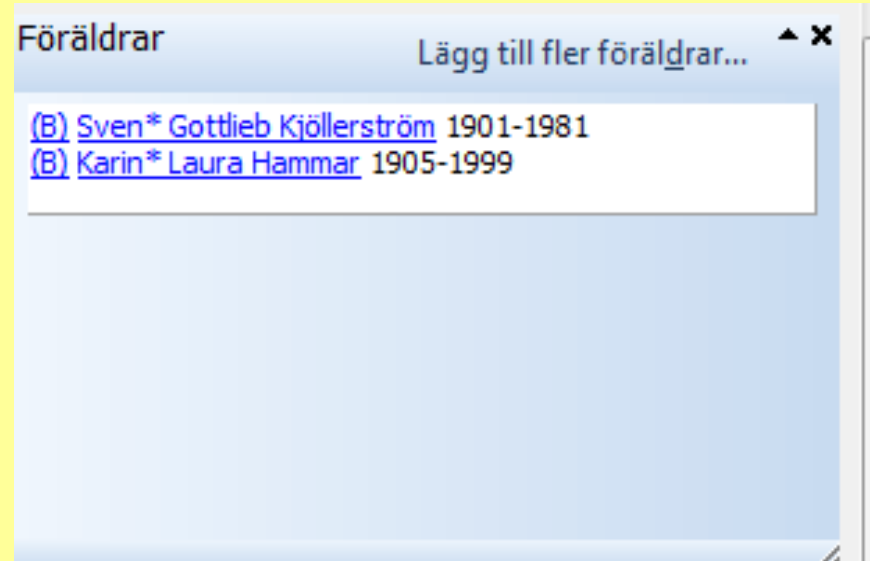 Föräldrar
Lägg till fler föräldrar...
(B) Sven* Gottlieb Kjöllerström 1901-1981
(B) Karin* Laura Hammar 1905-1999